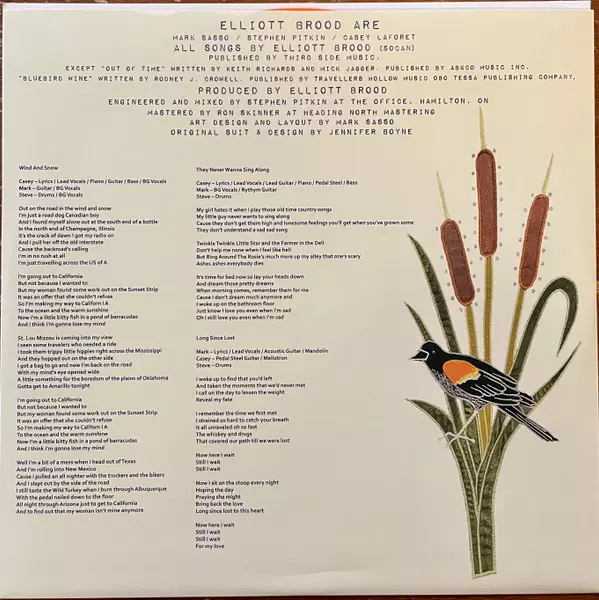 ELLIOTT BROOD ARE
MARK SASSO / STEPHEN PITKIN / CASEY LAFORET
ALL SONGS BY ELLIOTT BROOD (SOCAN)
PUBLISHED BY THIRD SIDE MUSIC.
EXCEPT "OUT OF TIME" WRITTEN BY KEITH RICHARDS AND MICK JAGGER. PUBLISHED BY ABKCO MUSIC INC.
"BLUEBIRD WINE" WRITTEN BY RODNEY J. CROWELL. PUBLISHED BY TRAVELLERS HOLLOW MUSIC OBO TESSA PUBLISHING COMPANY.
PRODUCED BY ELLIOTT BROOD
ENGINEERED AND MIXED BY STEPHEN PITKIN AT THE OFFICE, HAMILTON, ON
MASTERED BY RON SKINNER AT HEADING NORTH MASTERING
ART DESIGN AND LAYOUT BY MARK SASSO
ORIGINAL SUIT & DESIGN BY JENNIFER BOYNE
Wind And Snow
Casey – Lyrics / Lead Vocals / Piano / Guitar / Bass / BG Vocals
Mark – Guitar / BG Vocals
Steve – Drums / BG Vocals
Out on the road in the wind and snow
I'm just a road dog Canadian boy
And I found myself alone out at the south end of a bottle
In the north end of Champagne, Illinois
It's the crack of dawn I got my radio on
And I pull her off the old interstate
Cause the backroad's calling
I'm in no rush at all
I'm just travelling across the US of A
I'm going out to California
But not because I wanted to
But my woman found some work out on the Sunset Strip
It was an offer that she couldn't refuse
So I'm making my way to Californ I A
To the ocean and the warm sunshine
Now I'm a little bitty fish in a pond of barracudas
And I think I'm gonna lose my mind
St. Lou Mizzou is coming into my view
I seen some travelers who needed a ride
I took them trippy little hippies right across the Mississippi
And they hopped out on the other side
I got a bag to go and now I'm back on the road
With my mind's eye opened wide
A little something for the boredom of the plains of Oklahoma
Gotta get to Amarillo tonight
I'm going out to California
But not because I wanted to
But my woman found some work out on the Sunset Strip
It was an offer that she couldn't refuse
So I'm making my way to Californ I A
To the ocean and the warm sunshine
Now I'm a little bitty fish in a pond of barracudas
And I think I'm gonna lose my mind
Well I'm a bit of a mess when I head out of Texas
And I'm rolling into New Mexico
Cause I pulled an all nighter with the truckers and the bikers
And I slept out by the side of the road
I still taste the Wild Turkey when I burn through Albuquerque
With the pedal nailed down to the floor
All night through Arizona just to get to California
And to find out that my woman isn't mine anymore
They Never Wanna Sing Along
Casey – Lyrics / Lead Vocals / Lead Guitar / Piano / Pedal Steel / Bass
Mark – BG Vocals / Rythym Guitar
Steve – Drums
My girl hates it when I play those old time country songs
My little guy never wants to sing along
Cause they don't get them high and lonesome feelings you'll get when you've grown some
They don't understand a sad sad song
Twinkle Twinkle Little Star and the Farmer in the Dell
Don't help me none when I feel like hell
But Ring Around The Rosie's much more up my alley that one's scary
Ashes ashes everybody dies
It's time for bed now so lay your heads down
And dream those pretty dreams
When morning comes, remember them for me
Cause I don't dream much anymore and
I woke up on the bathroom floor
Just know I love you even when I'm sad
Oh I still love you even when I'm sad
Long Since Lost
Mark – Lyrics / Lead Vocals / Acoustic Guitar / Mandolin
Casey – Pedal Steel Guitar / Mellotron
Steve – Drums
I woke up to find that you'd left
And taken the moments that we'd never met
I call on the day to lessen the weight
Reveal my fate
I remember the time we first met
I strained so hard to catch your breath
It all unraveled oh so fast
The whiskey and drugs
That covered our path till we were lost
Now here I wait
Still I wait
Still I wait
Now I sit on the stoop every night
Hoping the day
Praying she might
Bring back the love
Long since lost to this heart
Now here I wait
Still I wait
Still I wait
Still I wait
For my love